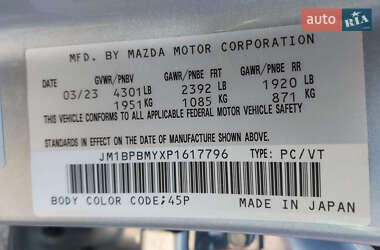 auto RIA.com
MFD. BY MAZDA MOTOR CORPORATION
GVWR/PNBV GAWR/PNBE FRT GAWR/PNBE RR
03/23 4301LB 2392 LB 1920 LB
1951KG 1085 KG 871 KG
THIS VEHICLE CONFORMS TO ALL APPLICABLE FEDERAL MOTOR VEHICLE SAFETY
STANDARDS IN EFFECT ON THE DATE OF MANUFACTURE SHOWN ABOVE.
JM1BPBMYXP1617796 TYPE: PC/VT
BODY COLOR CODE:45P MADE IN JAPAN